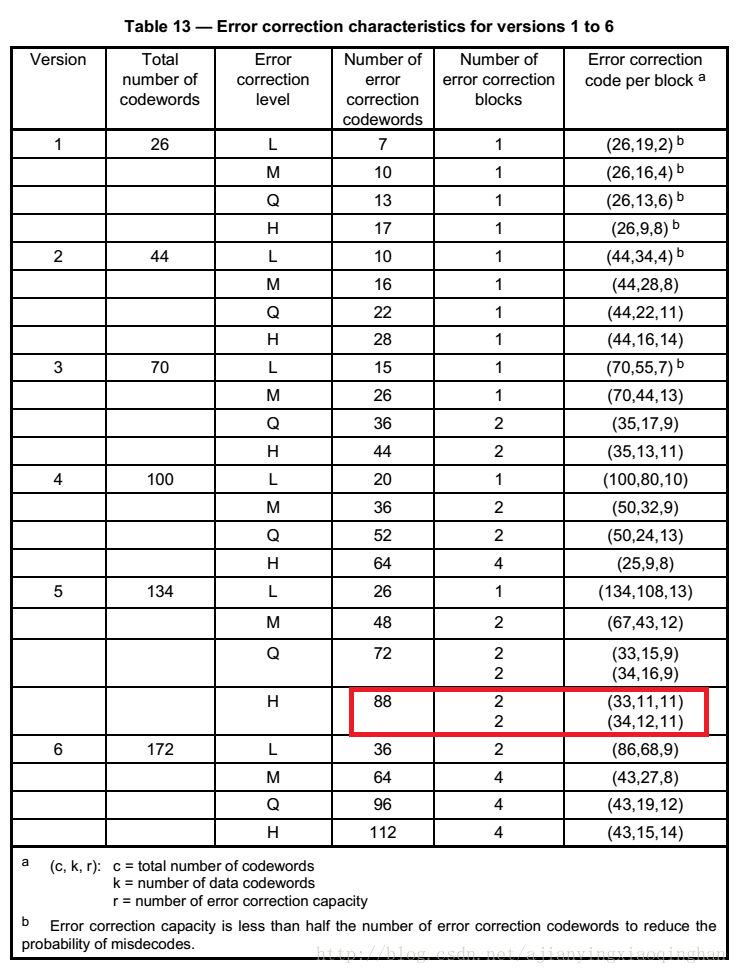 Table 13 — Error correction characteristics for versions 1 to 6
Version Total number of codewords Error correction level Number of error correction codewords Number of error correction blocks Error correction code per block a
1 26 L 7 1 (26,19,2) b
M 10 1 (26,16,4) b
Q 13 1 (26,13,6) b
H 17 1 (26,9,8) b
2 44 L 10 1 (44,34,4) b
M 16 1 (44,28,8)
Q 22 1 (44,22,11)
H 28 1 (44,16,14)
3 70 L 15 1 (70,55,7) b
M 26 1 (70,44,13)
Q 36 2 (35,17,9)
H 44 2 (35,13,11)
4 100 L 20 1 (100,80,10)
M 36 2 (50,32,9)
Q 52 2 (50,24,13)
H 64 4 (25,9,8)
5 134 L 26 1 (134,108,13)
M 48 2 (67,43,12)
Q 72 2 (33,15,9)
2 (34,16,9)
H 88 2 (33,11,11)
2 (34,12,11)
6 172 L 36 2 (86,68,9)
M 64 4 (43,27,8)
Q 96 4 (43,19,12)
H 112 4 (43,15,14)
a (c, k, r): c = total number of codewords
k = number of data codewords
r = number of error correction capacity
b Error correction capacity is less than half the number of error correction codewords to reduce the
probability of misdecodes.
http://blog.csdn.net/ajianyingxiaoqinghan